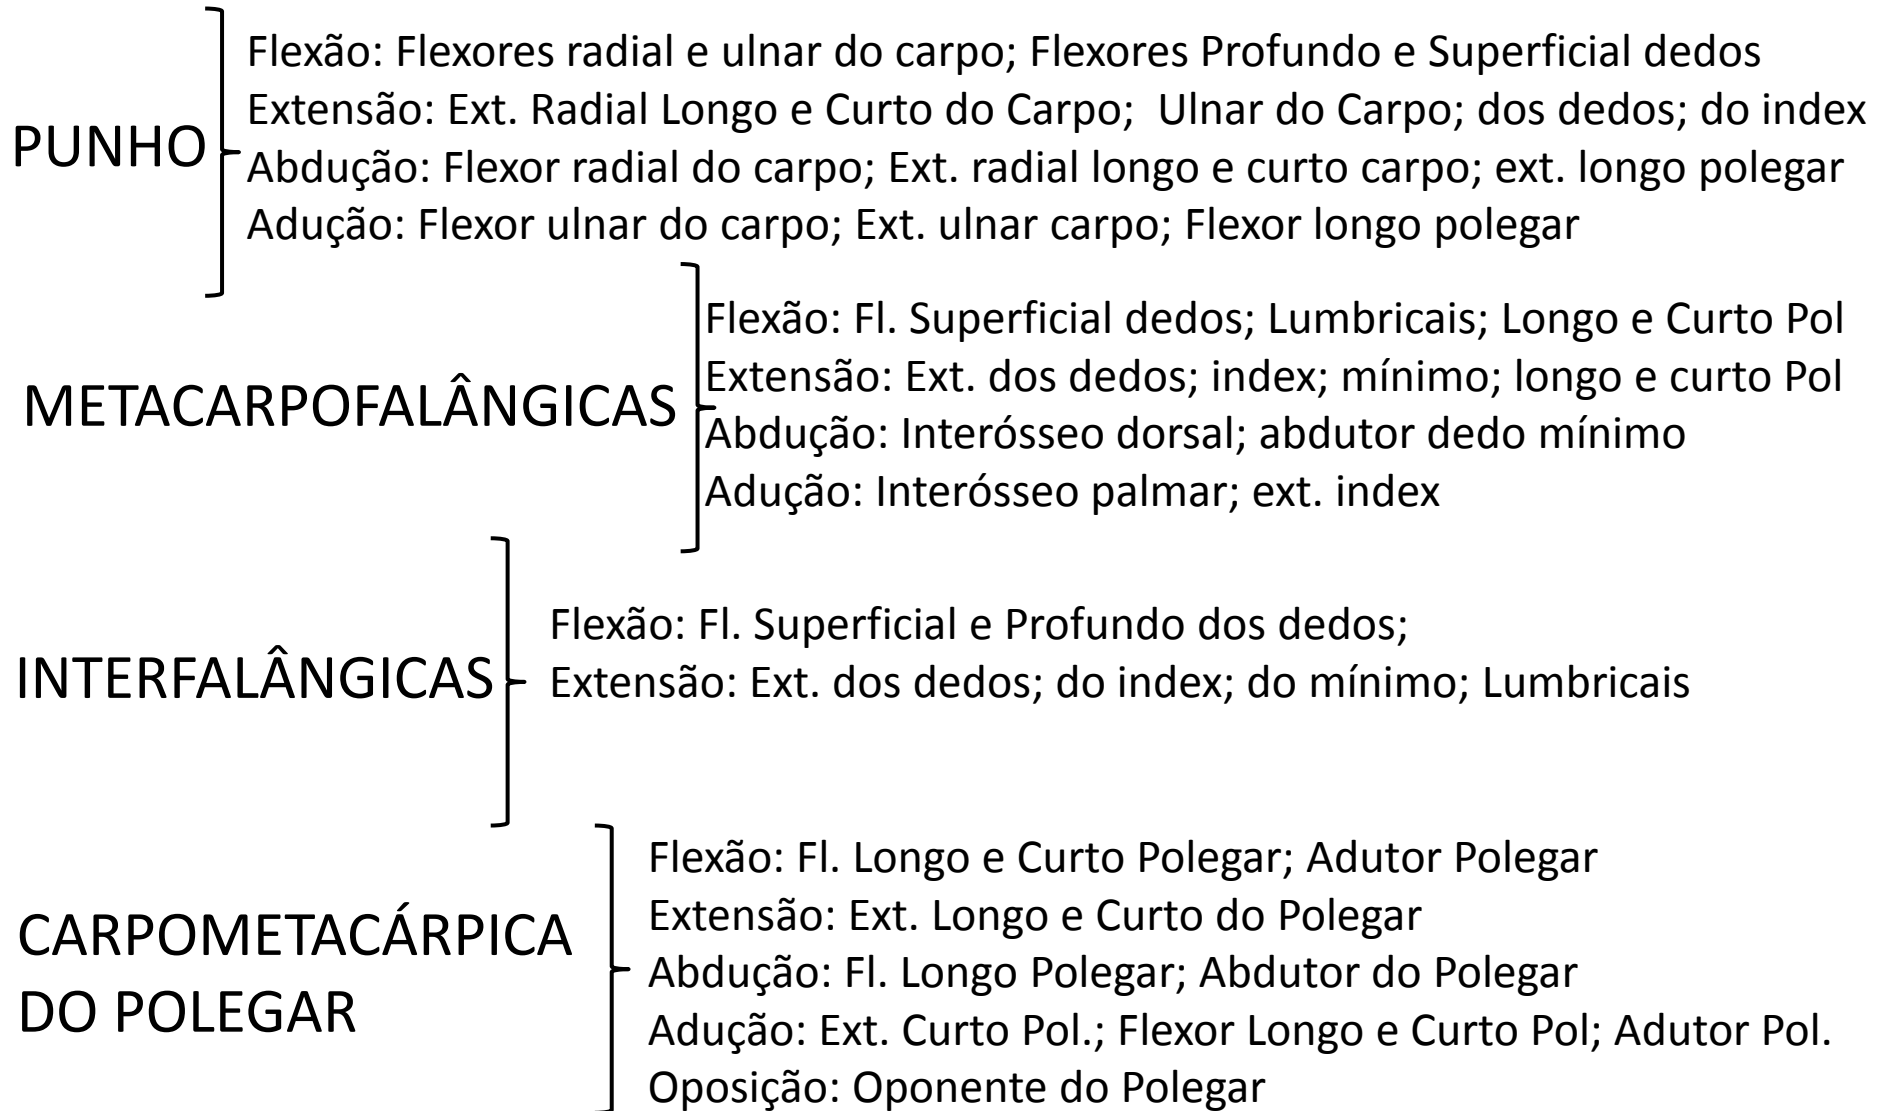 PUNHO
Flexão: Flexores radial e ulnar do carpo; Flexores Profundo e Superficial dedos
Extensão: Ext. Radial Longo e Curto do Carpo;  Ulnar do Carpo; dos dedos; do index
Abdução: Flexor radial do carpo; Ext. radial longo e curto carpo; ext. longo polegar
Adução: Flexor ulnar do carpo; Ext. ulnar carpo; Flexor longo polegar
METACARPOFALÂNGICAS
Flexão: Fl. Superficial dedos; Lumbricais; Longo e Curto Pol
Extensão: Ext. dos dedos; index; mínimo; longo e curto Pol
Abdução: Interósseo dorsal; abdutor dedo mínimo
Adução: Interósseo palmar; ext. index
INTERFALÂNGICAS
Flexão: Fl. Superficial e Profundo dos dedos;
Extensão: Ext. dos dedos; do index; do mínimo; Lumbricais
CARPOMETACÁRPICA
DO POLEGAR
Flexão: Fl. Longo e Curto Polegar; Adutor Polegar
Extensão: Ext. Longo e Curto do Polegar
Abdução: Fl. Longo Polegar; Abdutor do Polegar
Adução: Ext. Curto Pol.; Flexor Longo e Curto Pol; Adutor Pol.
Oposição: Oponente do Polegar